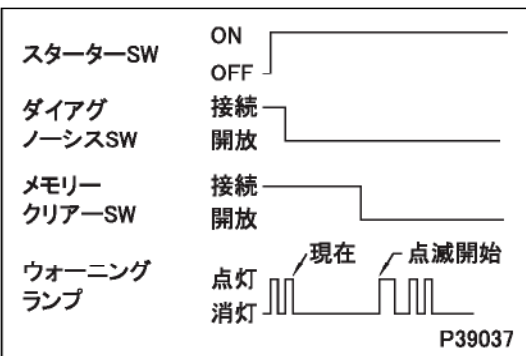 スターターSW
ON
OFF
ダイアグ
ノーシスSW
接続
開放
メモリー
クリアーSW
接続
開放
ウォーニング
ランプ
点灯
消灯
現在
点滅開始
P39037